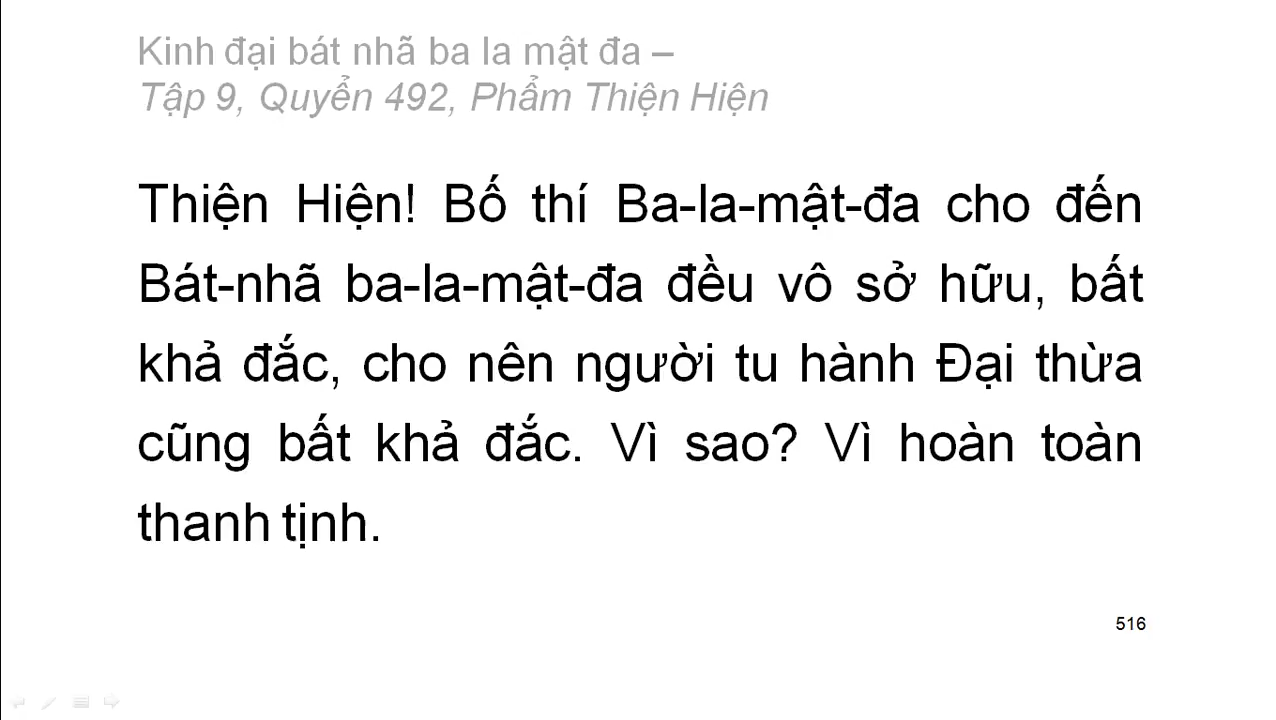 Kinh đại bát nhã ba la mật đa –
Tập 9, Quyển 492, Phẩm Thiện Hiện
Thiện Hiện! Bố thí Ba-la-mật-đa cho đến
Bát-nhã ba-la-mật-đa đều vô sở hữu, bất
khả đắc, cho nên người tu hành Đại thừa
cũng bất khả đắc. Vì sao? Vì hoàn toàn
thanh tịnh.
516